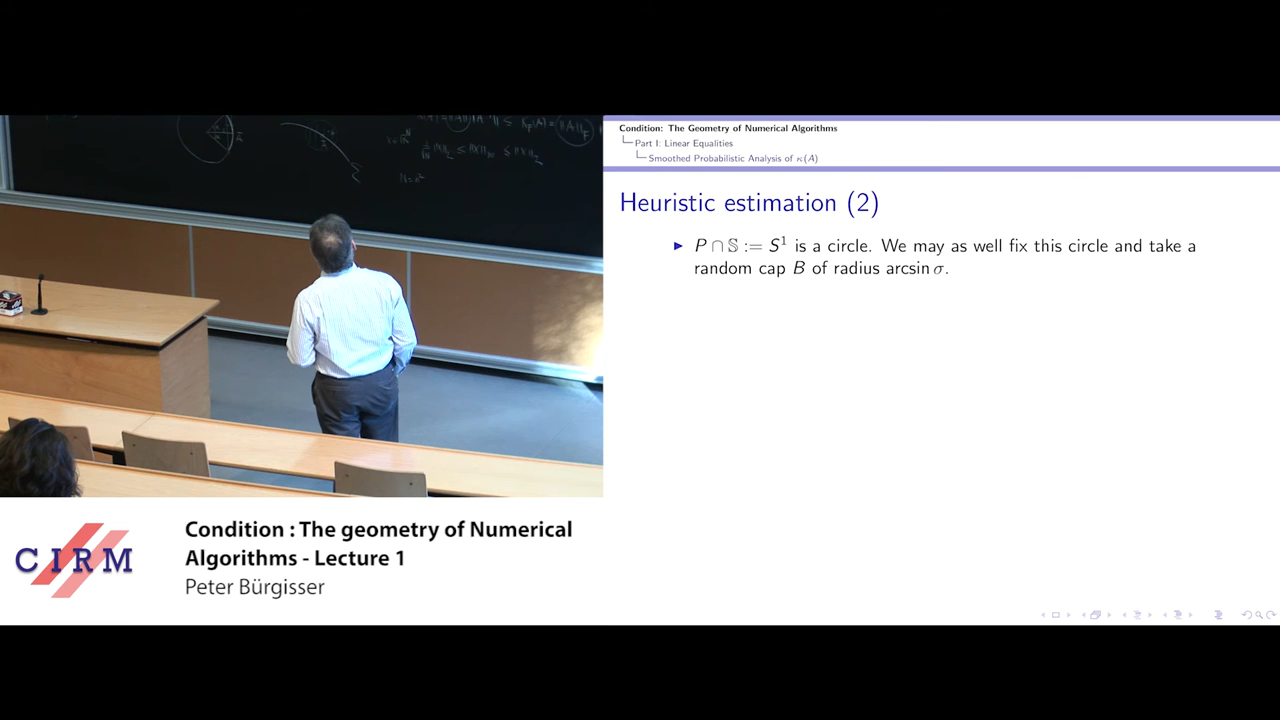 Condition: The Geometry of Numerical Algorithms
Part I: Linear Equalities
Smoothed Probabilistic Analysis of κ(A)
Heuristic estimation (2)
P ∩ 𝕊 := S¹ is a circle. We may as well fix this circle and take a
random cap B of radius arcsin σ.
CIRM
Condition : The geometry of Numerical
Algorithms - Lecture 1
Peter Bürgisser